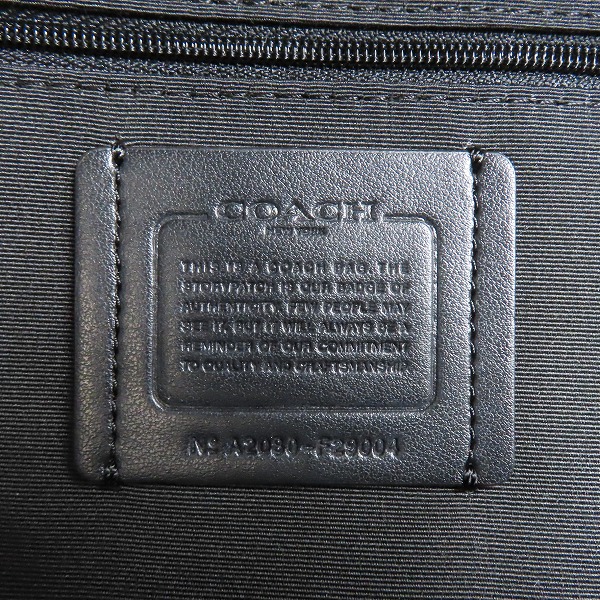 COACH
NEW YORK
THIS IS A COACH BAG. THE
STORYPATCH IS OUR BADGE OF
AUTHENTICITY. FEW PEOPLE MAY
SEE IT, BUT IT WILL ALWAYS BE A
REMINDER OF OUR COMMITMENT
TO QUALITY AND CRAFTSMANSHIP.
Nº A2080-F29004